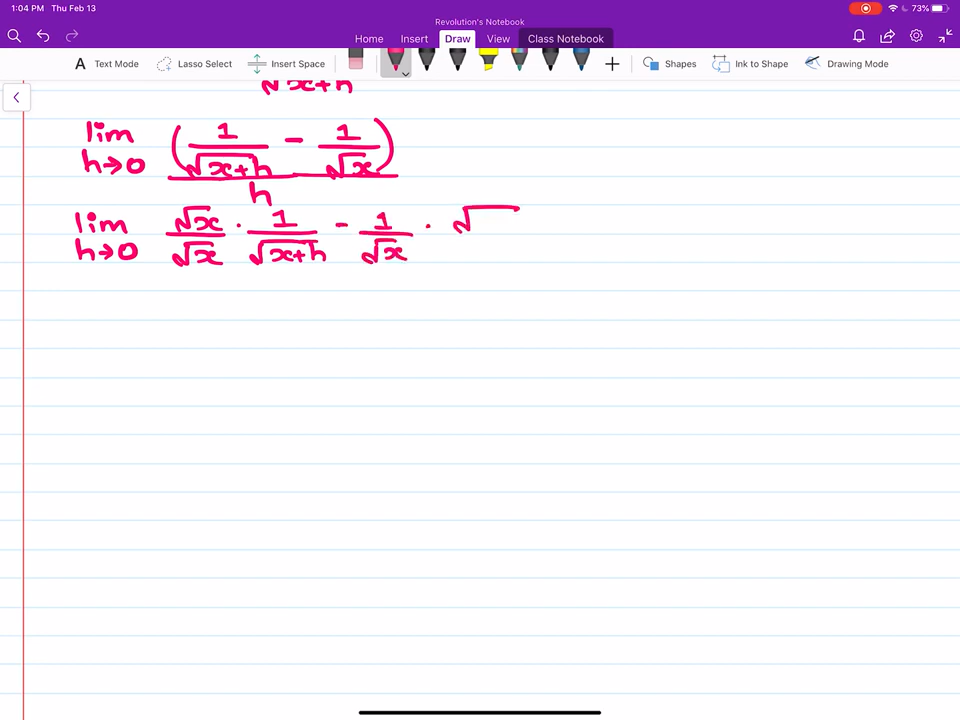 1:04 PM Thu Feb 13
73%
Revolution's Notebook
Home Insert Draw View Class Notebook
A Text Mode Lasso Select Insert Space Shapes Ink to Shape Drawing Mode
√x+h
lim h→0 (1/√x+h − 1/√x)/h
lim h→0 √x/√x · 1/√x+h − 1/√x · √